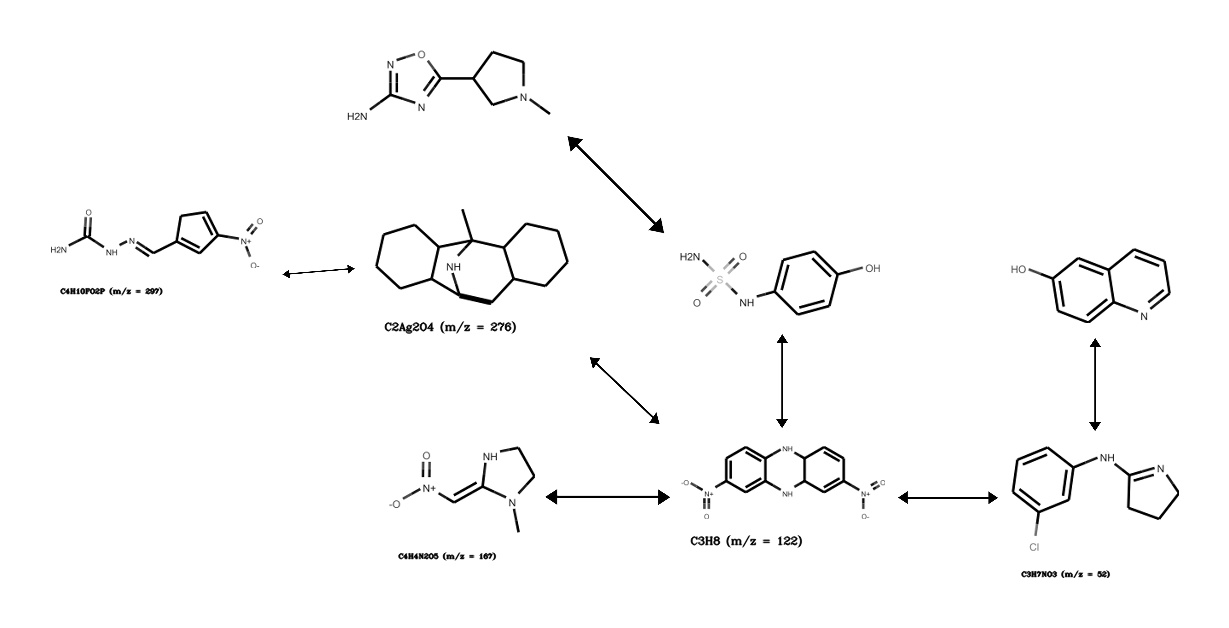 O
N
N
H2N
N
O
H2N
NH
N
N+
O
O-
C4H10FO2P (m/z = 297)
NH
C2Ag2O4 (m/z = 276)
H2N
O
S
O
NH
OH
HO
N
O
N+
-O
NH
N
C4H4N2O5 (m/z = 167)
NH
NH
-O
N+
O
N+
O
O-
C3H8 (m/z = 122)
NH
N
Cl
C3H7NO3 (m/z = 52)